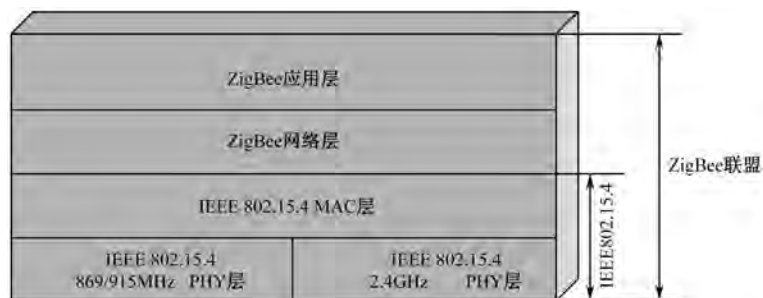 ZigBee应用层
ZigBee网络层
IEEE 802.15.4 MAC层
IEEE 802.15.4
869/915MHz PHY层
IEEE 802.15.4
2.4GHz PHY层
IEEE802.15.4
ZigBee联盟